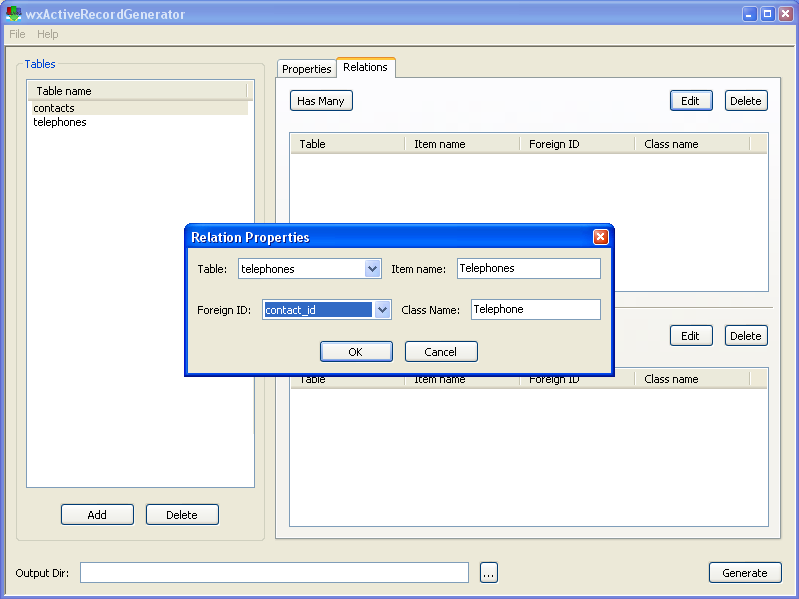 wxActiveRecordGenerator
File Help
Tables
Table name
contacts
telephones
Add
Delete
Properties
Relations
Has Many
Edit
Delete
Table Item name Foreign ID Class name
Relation Properties
Table: telephones Item name: Telephones
Foreign ID: contact_id Class Name: Telephone
OK
Cancel
Edit
Delete
Table Item name Foreign ID Class name
Output Dir:
...
Generate